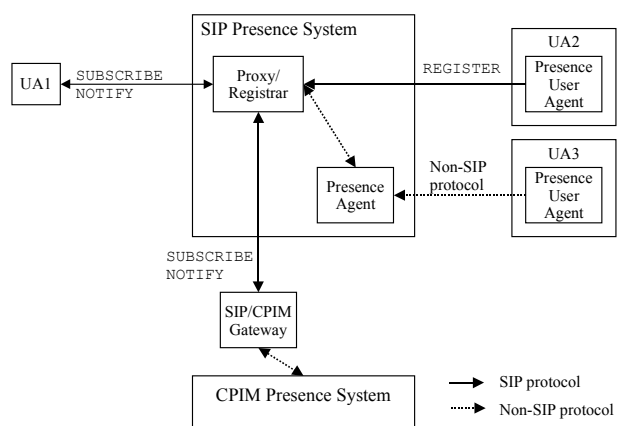 SIP Presence System
UA1
SUBSCRIBE
NOTIFY
Proxy/
Registrar
REGISTER
UA2
Presence
User
Agent
Presence
Agent
Non-SIP
protocol
UA3
Presence
User
Agent
SUBSCRIBE
NOTIFY
SIP/CPIM
Gateway
CPIM Presence System
SIP protocol
Non-SIP protocol